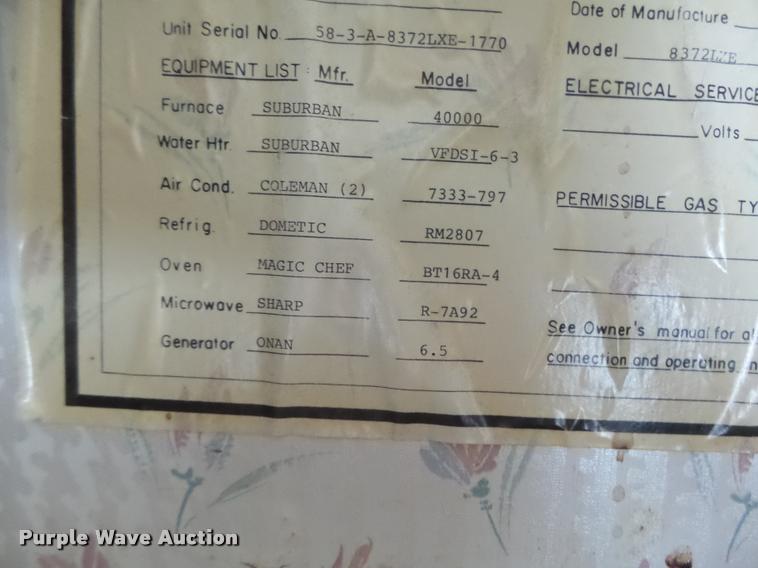 Date of Manufacture
Unit Serial No. 58-3-A-8372LXE-1770
Model 8372LXE
EQUIPMENT LIST: Mfr. Model
ELECTRICAL SERVICE
Furnace SUBURBAN 40000
Volts
Water Htr. SUBURBAN VFDSI-6-3
Air Cond. COLEMAN (2) 7333-797
PERMISSIBLE GAS TY
Refrig. DOMETIC RM2807
Oven MAGIC CHEF BT16RA-4
Microwave SHARP R-7A92
See Owner's manual for al
Generator ONAN 6.5
connection and operating
Purple Wave Auction